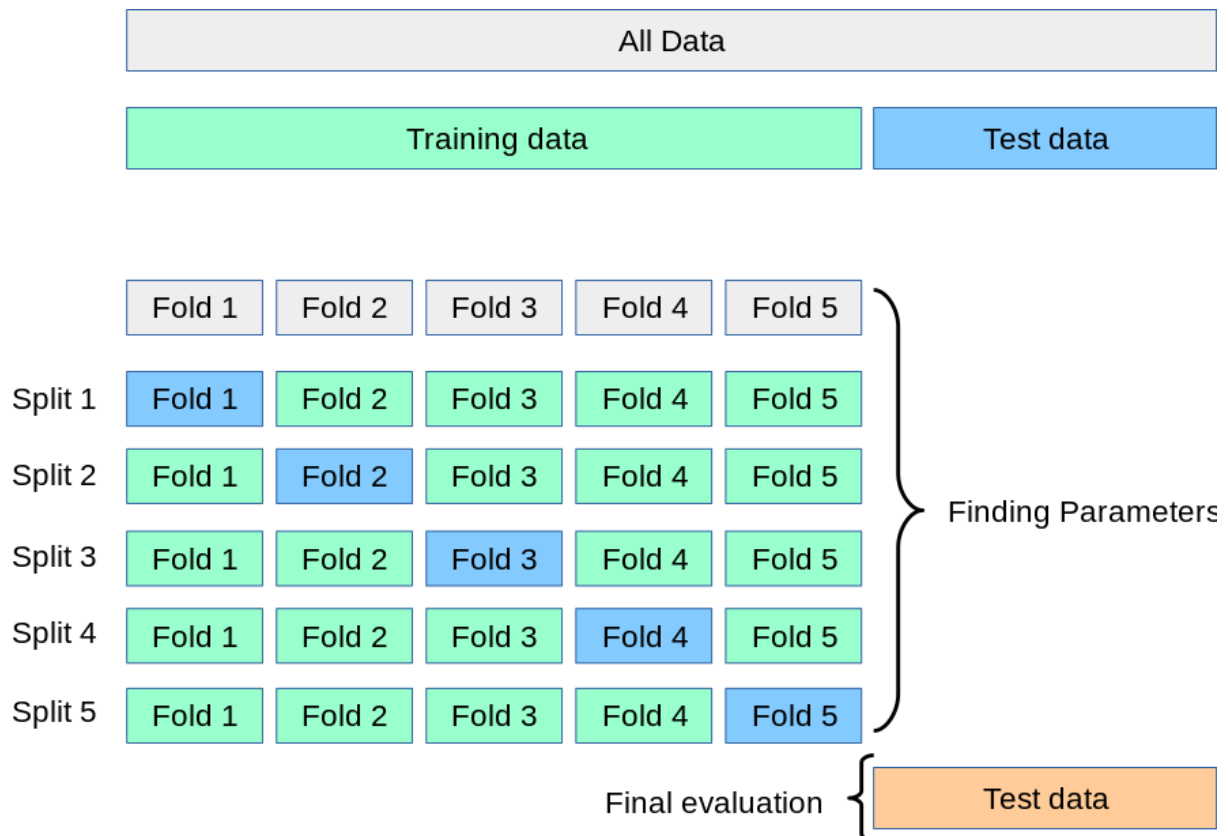 All Data
Training data Test data
Fold 1 Fold 2 Fold 3 Fold 4 Fold 5
Split 1 Fold 1 Fold 2 Fold 3 Fold 4 Fold 5
Split 2 Fold 1 Fold 2 Fold 3 Fold 4 Fold 5
Finding Parameters
Split 3 Fold 1 Fold 2 Fold 3 Fold 4 Fold 5
Split 4 Fold 1 Fold 2 Fold 3 Fold 4 Fold 5
Split 5 Fold 1 Fold 2 Fold 3 Fold 4 Fold 5
Final evaluation Test data